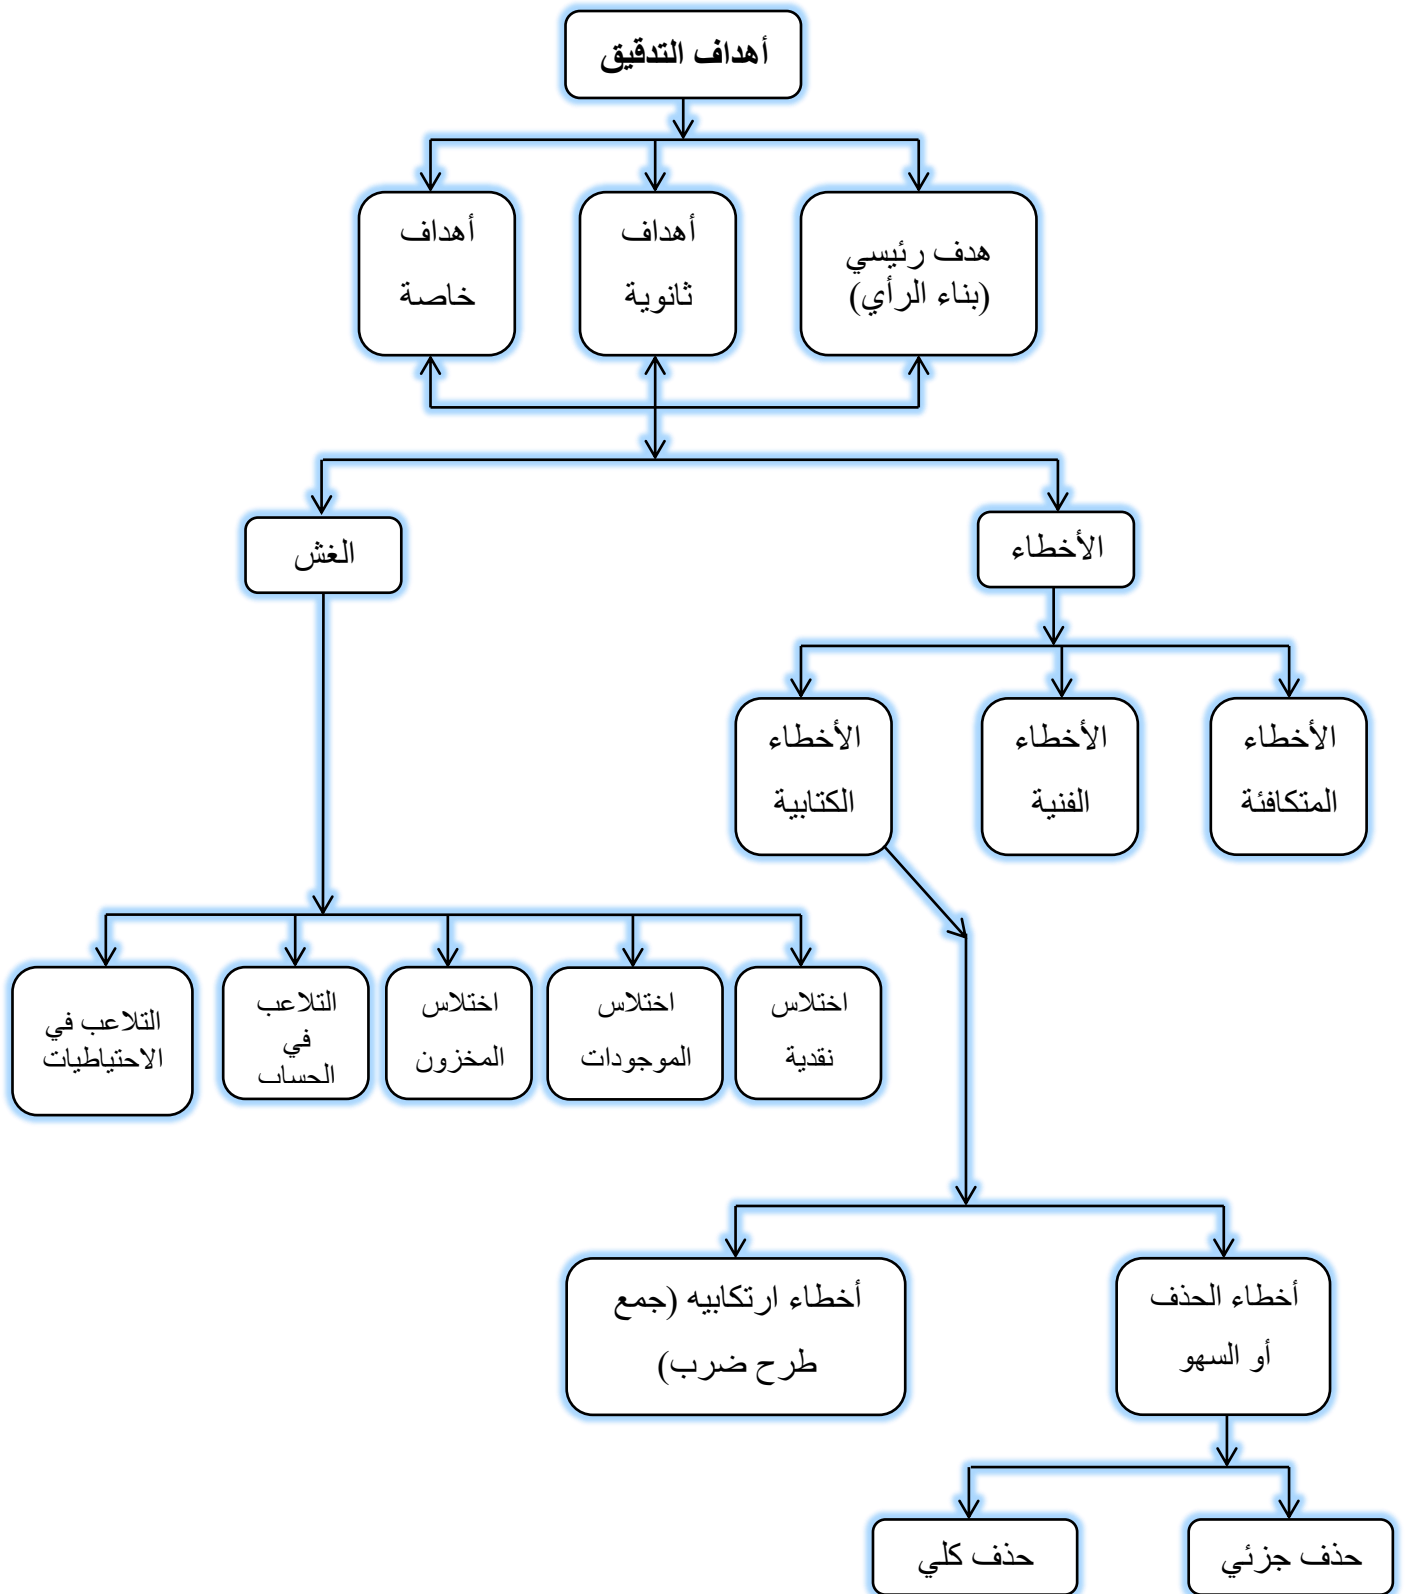 أهداف التدقيق
هدف رئيسي
(بناء الرأي)
أهداف
ثانوية
أهداف
خاصة
الأخطاء
الغش
الأخطاء
المتكافئة
الأخطاء
الفنية
الأخطاء
الكتابية
اختلاس
نقدية
اختلاس
الموجودات
اختلاس
المخزون
التلاعب
في
الحساب
التلاعب في
الاحتياطيات
أخطاء الحذف
أو السهو
أخطاء ارتكابيه (جمع
طرح ضرب)
حذف جزئي
حذف كلي